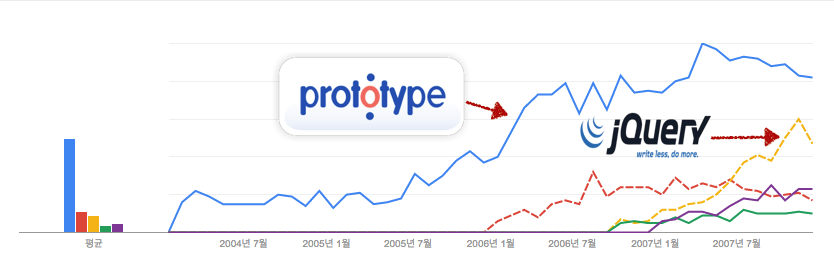 prototype
jQuery
write less, do more.
평균
2004년 7월
2005년 1월
2005년 7월
2006년 1월
2006년 7월
2007년 1월
2007년 7월